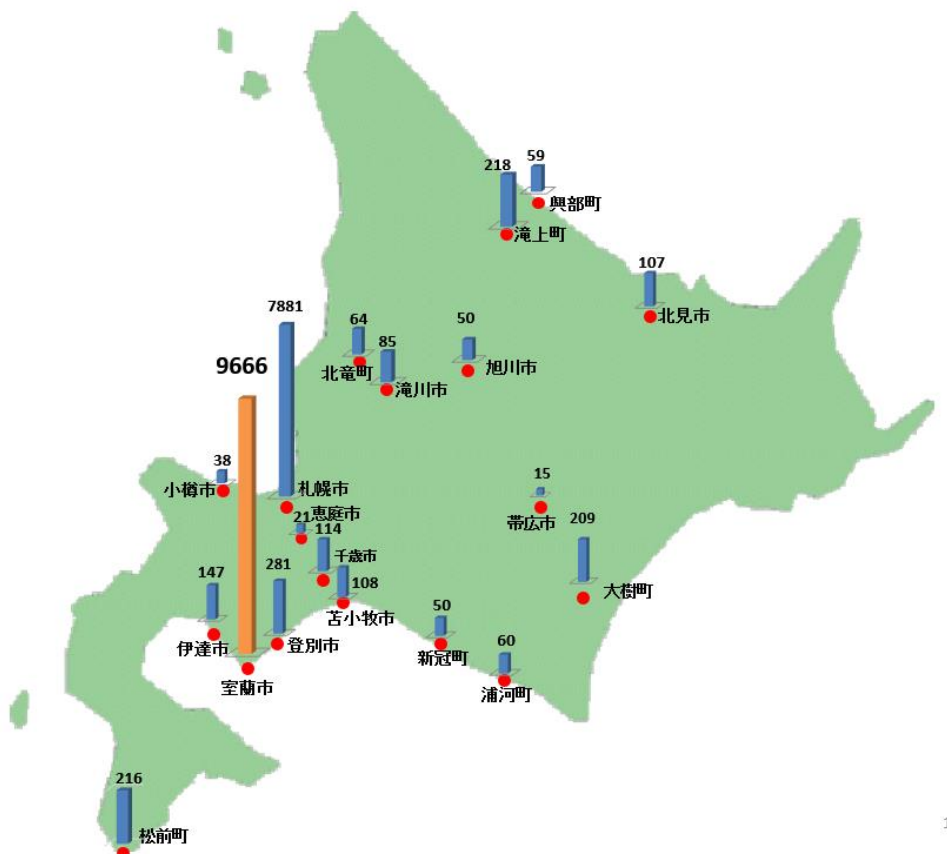 59
218
興部町
滝上町
107
北見市
7881
64
50
85
9666
北竜町
旭川市
滝川市
38
15
小樽市
札幌市
恵庭市
21
帯広市
114
209
千歳市
147
281
108
大樹町
苫小牧市
50
伊達市
登別市
新冠町
60
室蘭市
浦河町
216
松前町
1